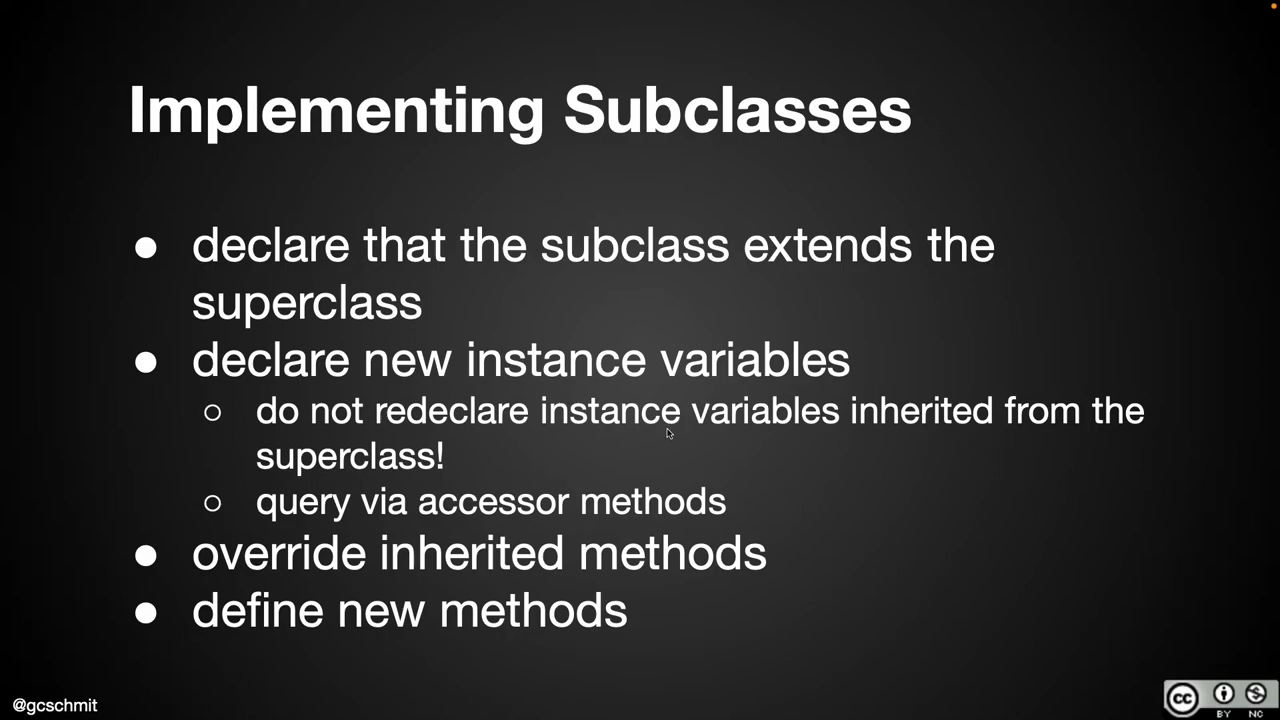 Implementing Subclasses
● declare that the subclass extends the
superclass
● declare new instance variables
○ do not redeclare instance variables inherited from the
superclass!
○ query via accessor methods
● override inherited methods
● define new methods
@gcschmit
cc
BY NC